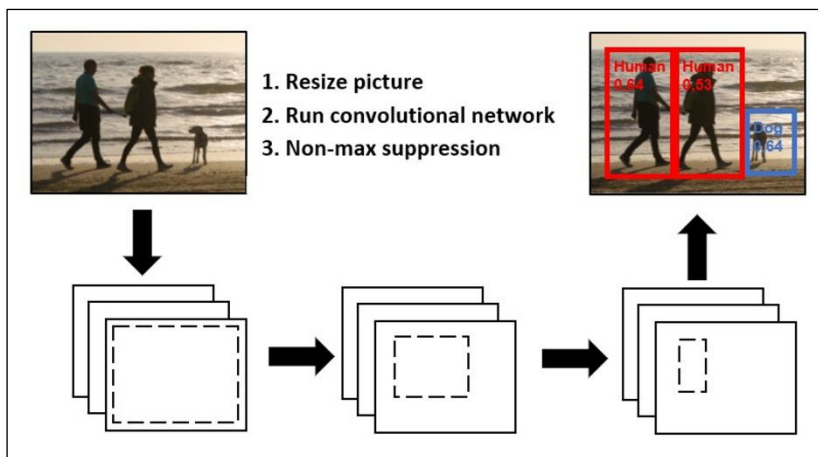 1. Resize picture
2. Run convolutional network
3. Non-max suppression
Human
0.64
Human
0.53
Dog
0.64